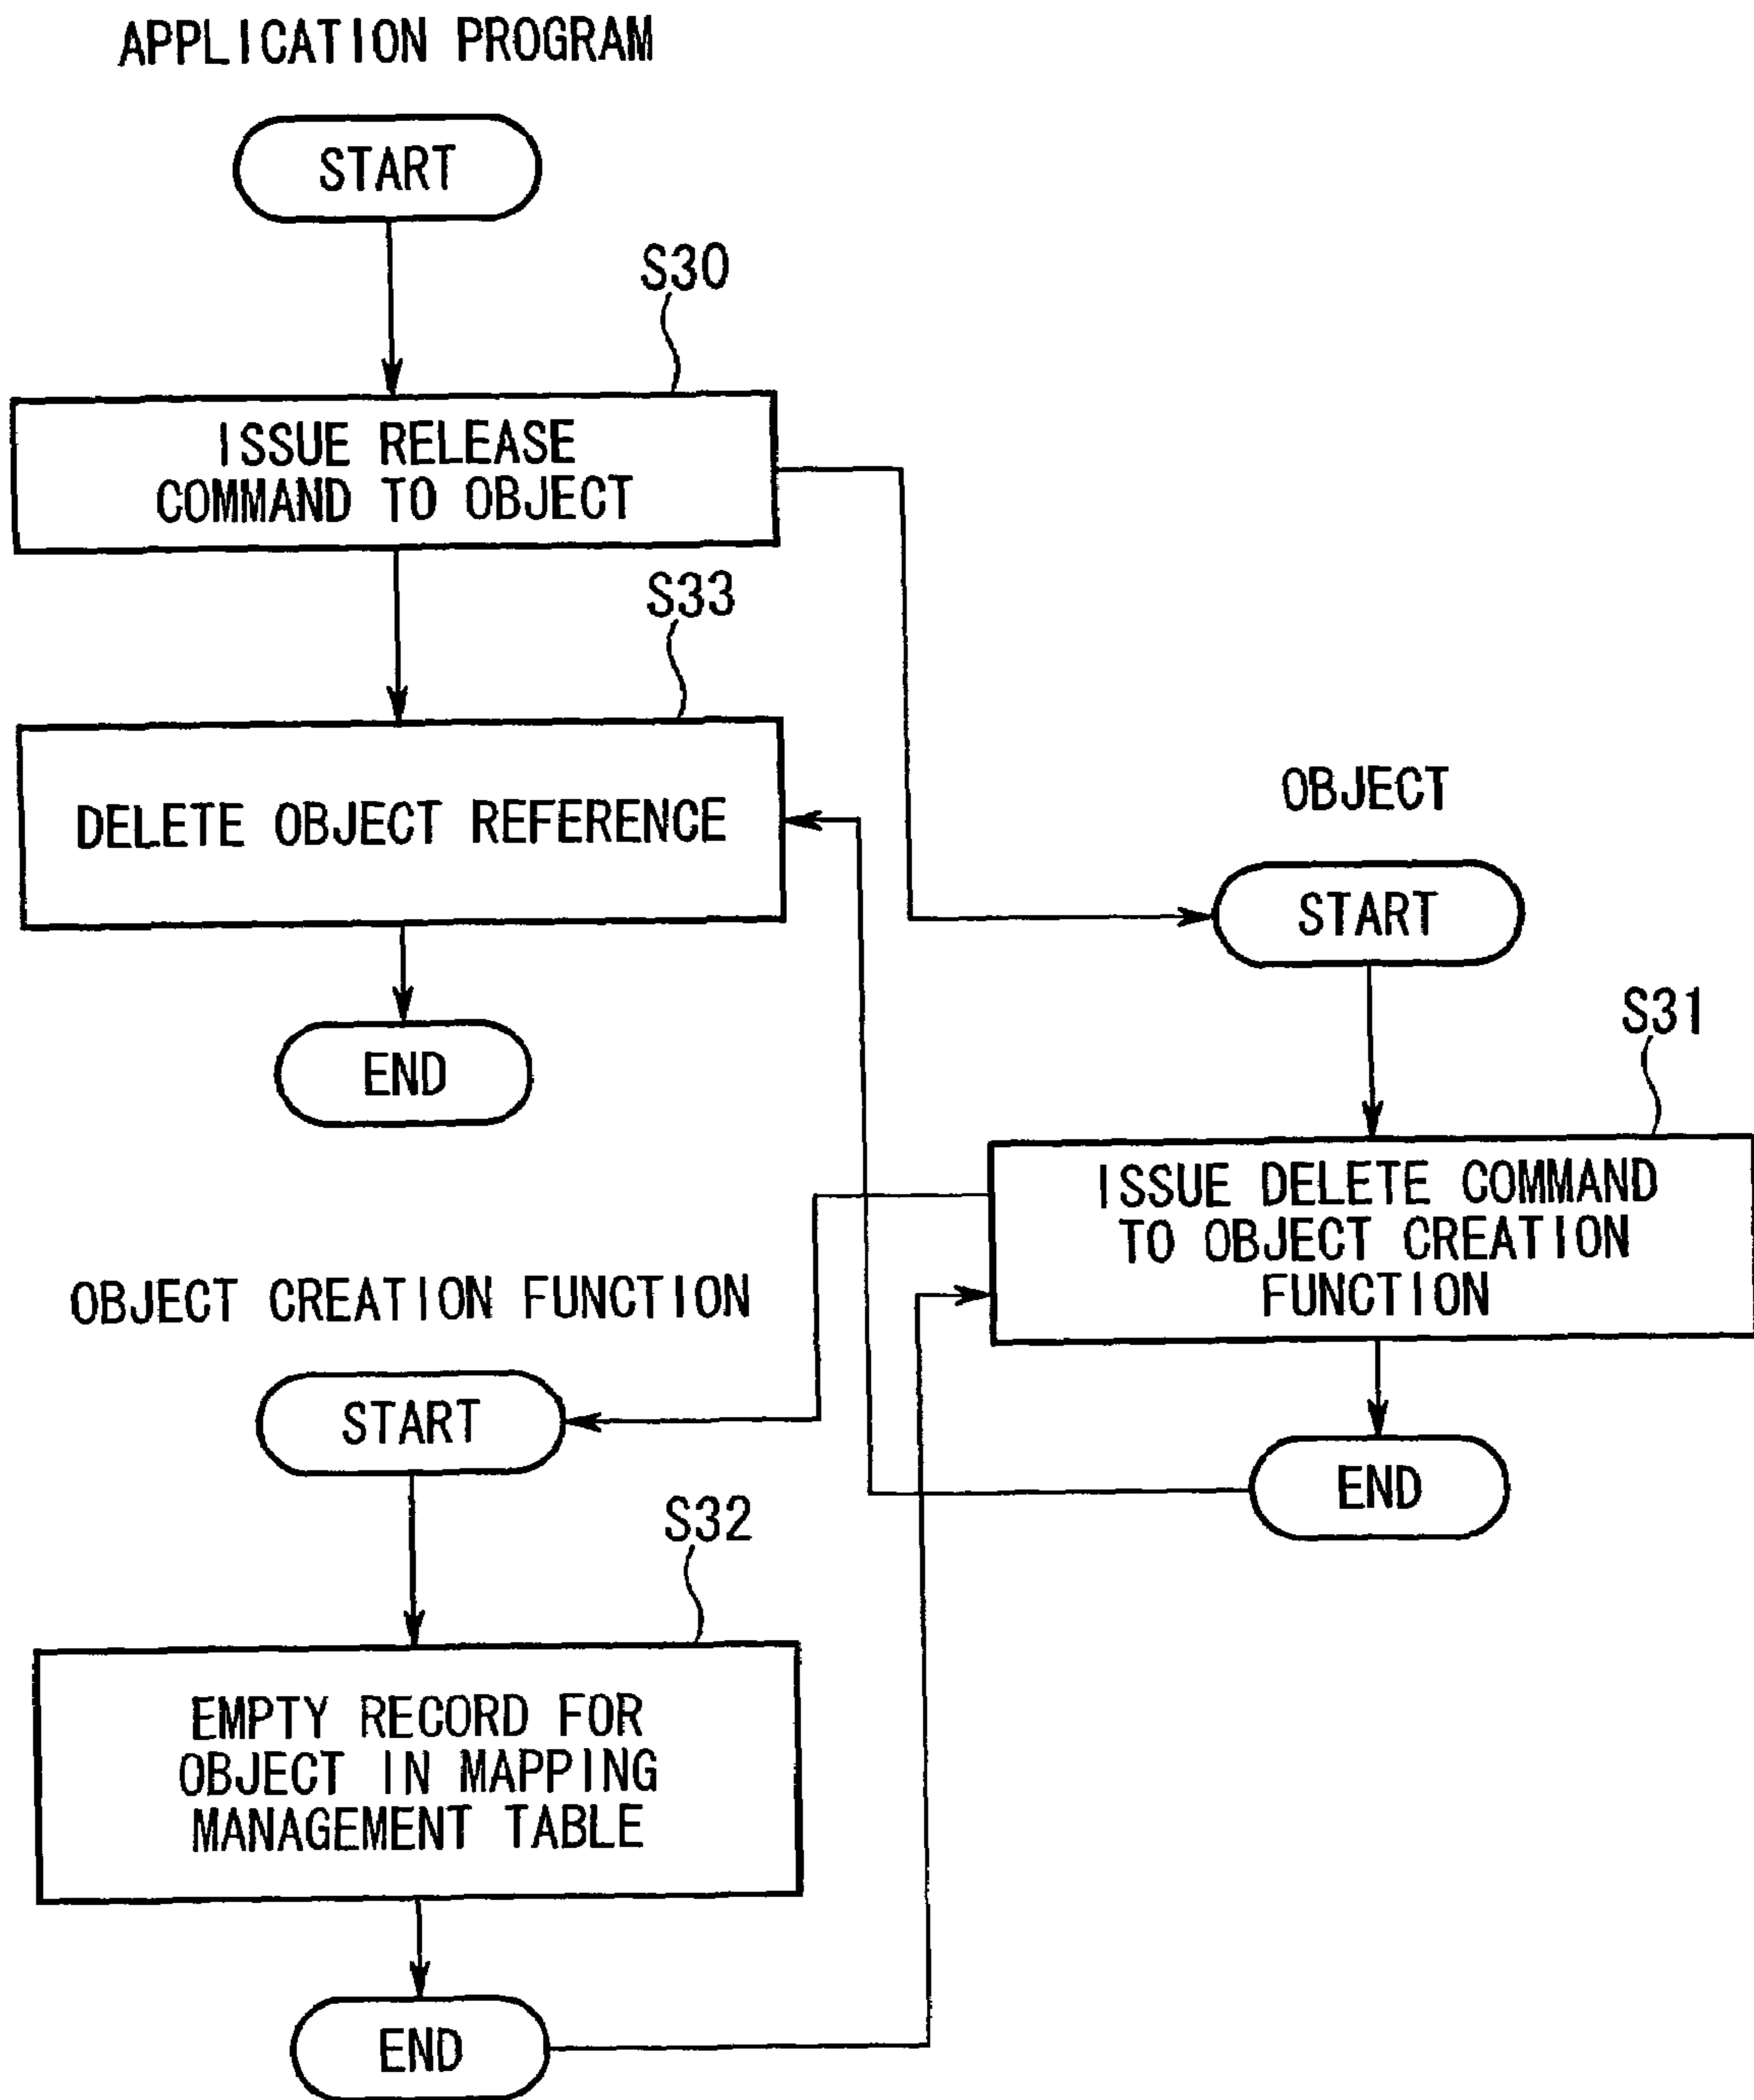 APPLICATION PROGRAM
START
S30
ISSUE RELEASE
COMMAND TO OBJECT
S33
DELETE OBJECT REFERENCE
END
OBJECT
START
S31
ISSUE DELETE COMMAND
TO OBJECT CREATION
FUNCTION
END
OBJECT CREATION FUNCTION
START
S32
EMPTY RECORD FOR
OBJECT IN MAPPING
MANAGEMENT TABLE
END